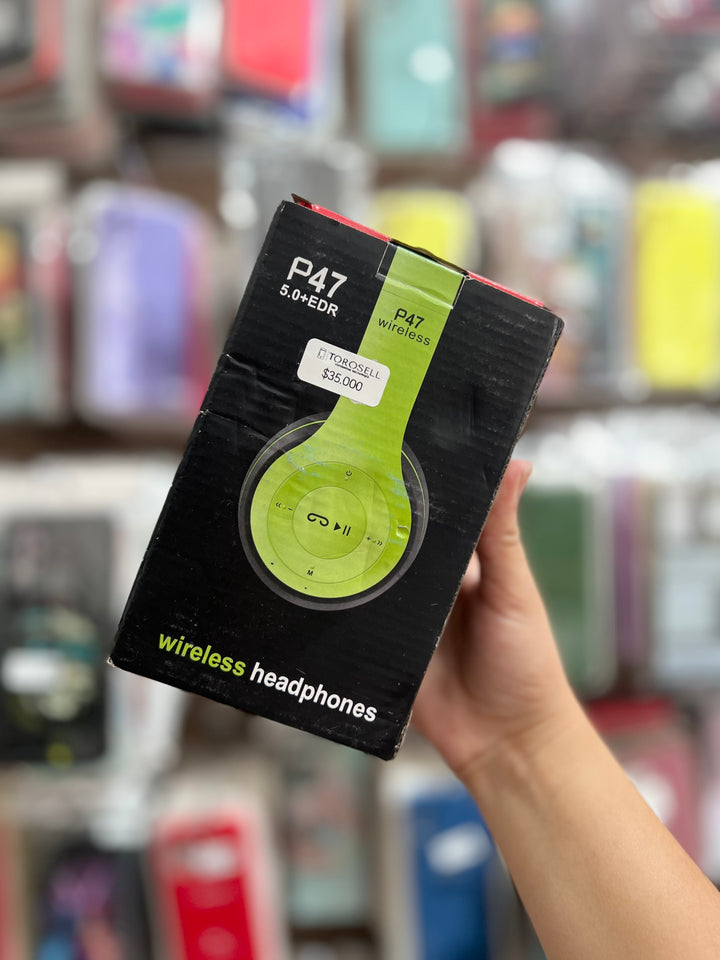 P47
5.0+EDR
P47
wireless
TOROSELL
$35.000
M
wireless headphones